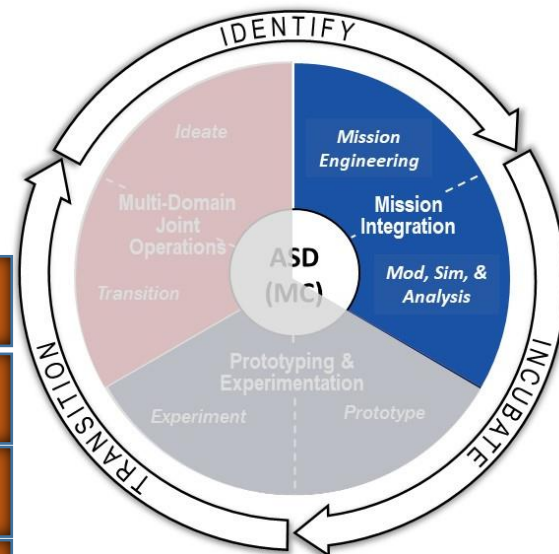 IDENTIFY
Ideate
Mission
Engineering
Multi-Domain
Joint
Operations
Mission
Integration
ASD
(MC)
Transition
Mod, Sim, &
Analysis
Prototyping &
Experimentation
Experiment
Prototype
TRANSITION
INCUBATE